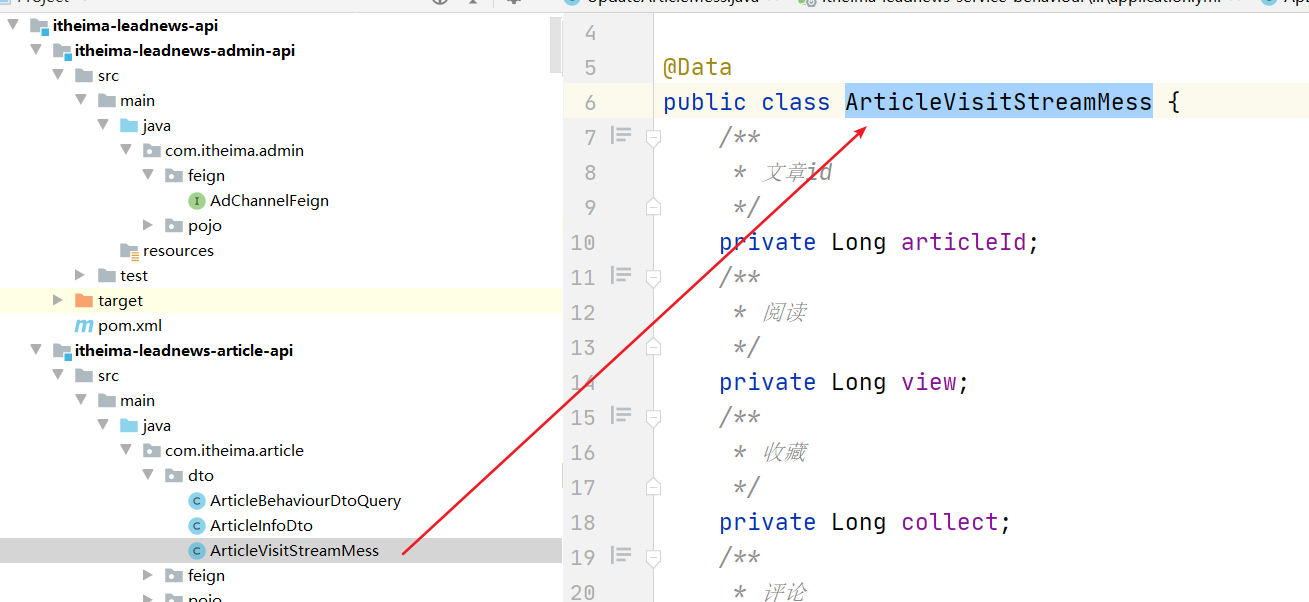 itheima-leadnews-api
itheima-leadnews-admin-api
src
main
java
com.itheima.admin
feign
AdChannelFeign
pojo
resources
test
target
pom.xml
itheima-leadnews-article-api
src
main
java
com.itheima.article
dto
ArticleBehaviourDtoQuery
ArticleInfoDto
ArticleVisitStreamMess
feign
pojo
4
5 @Data
6 public class ArticleVisitStreamMess {
7 /**
8 * 文章id
9 */
10 private Long articleId;
11 /**
12 * 阅读
13 */
14 private Long view;
15 /**
16 * 收藏
17 */
18 private Long collect;
19 /**
20 * 评论